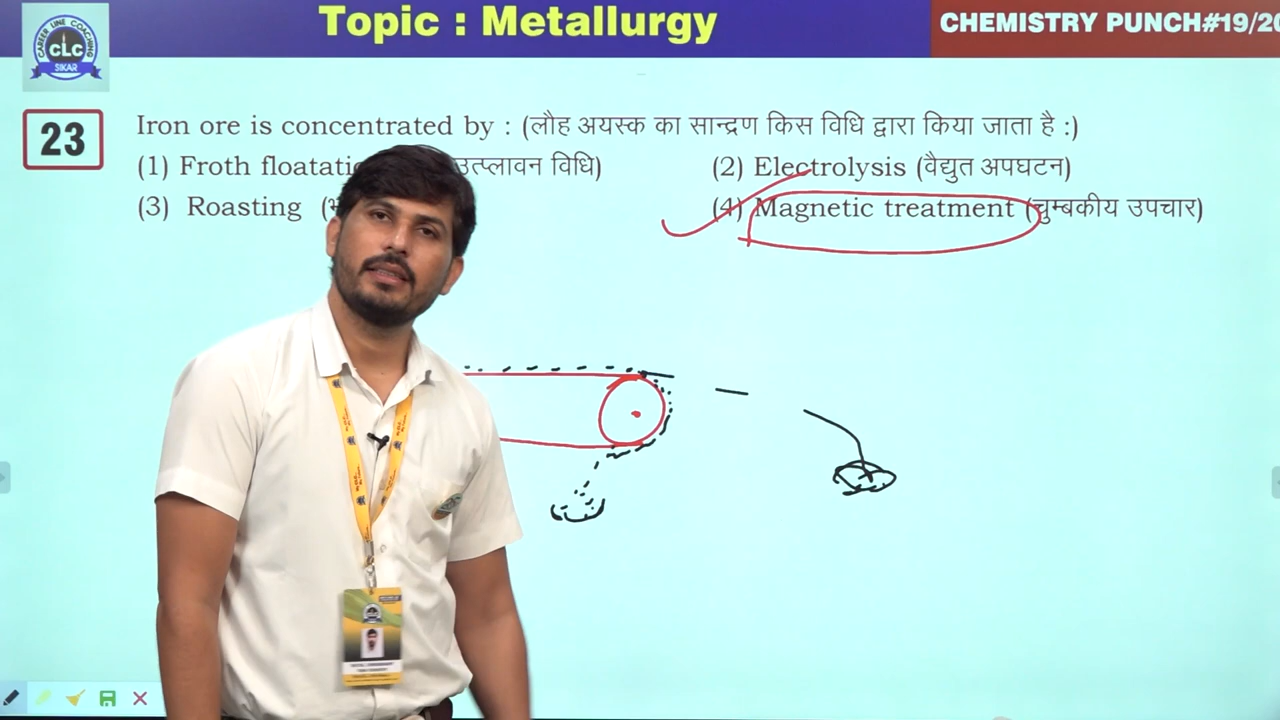 Topic : Metallurgy
CHEMISTRY PUNCH#19/20
CAREER LINE COACHING
CLC
SIKAR
23
Iron ore is concentrated by : (लौह अयस्क का सान्द्रण किस विधि द्वारा किया जाता है :)
(1) Froth floatatio उत्प्लावन विधि)
(2) Electrolysis (वैद्युत अपघटन)
(3) Roasting (भ
(4) Magnetic treatment (चुम्बकीय उपचार)